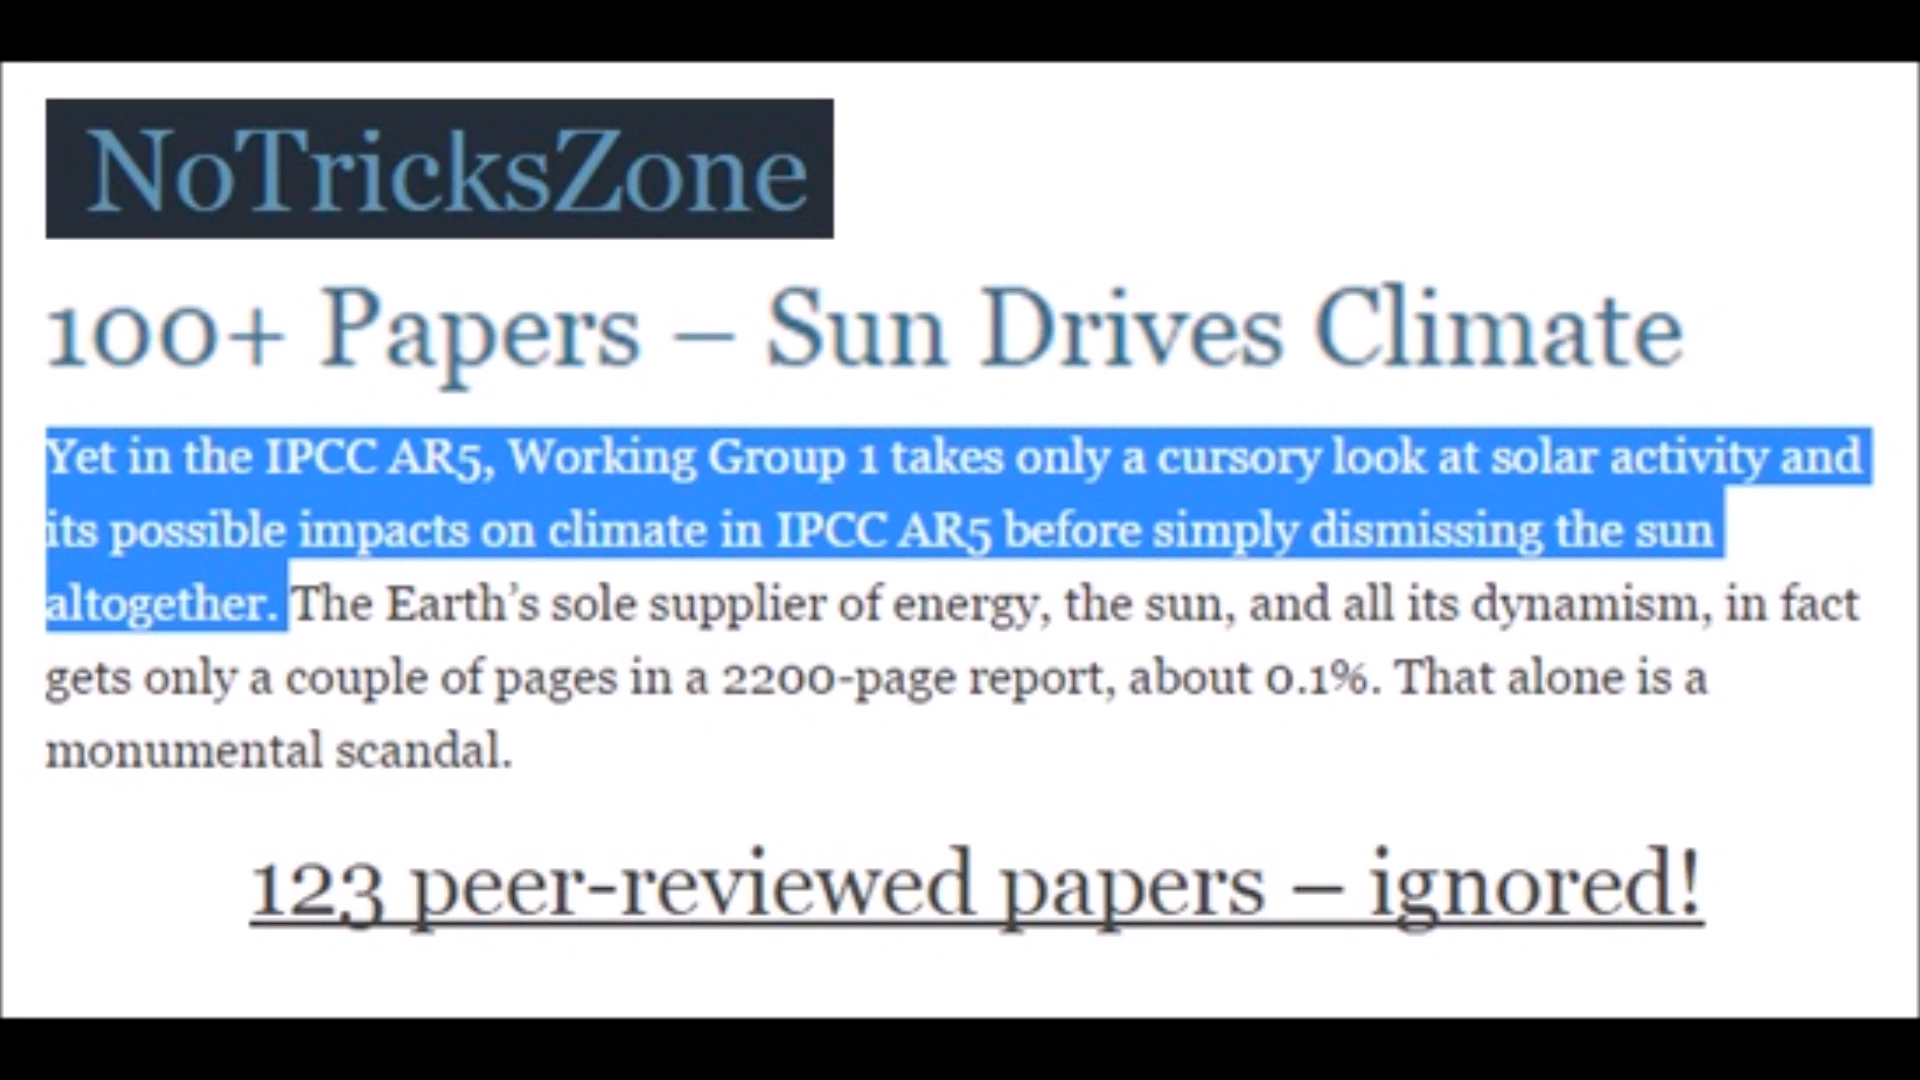 NoTricksZone
100+ Papers – Sun Drives Climate
Yet in the IPCC AR5, Working Group 1 takes only a cursory look at solar activity and
its possible impacts on climate in IPCC AR5 before simply dismissing the sun
altogether. The Earth’s sole supplier of energy, the sun, and all its dynamism, in fact
gets only a couple of pages in a 2200-page report, about 0.1%. That alone is a
monumental scandal.
123 peer-reviewed papers – ignored!